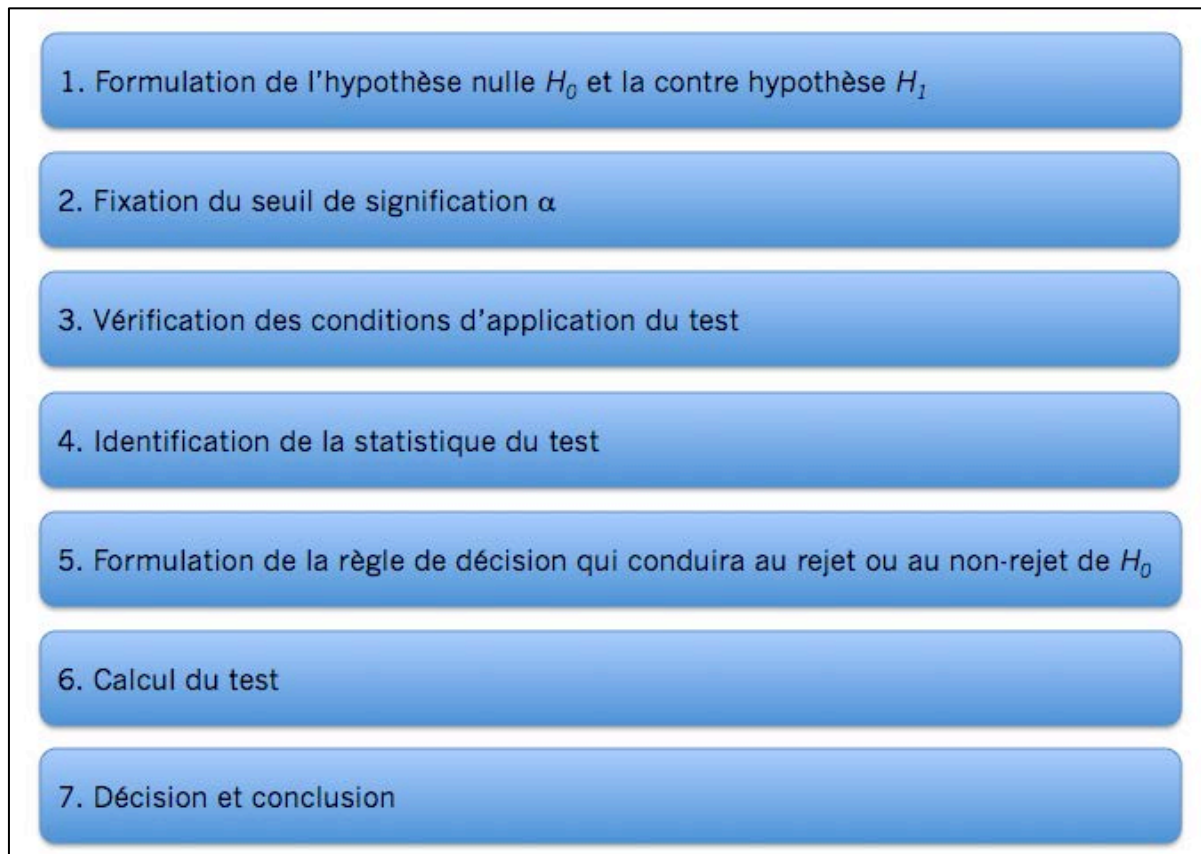 1. Formulation de l'hypothèse nulle H₀ et la contre hypothèse H₁
2. Fixation du seuil de signification α
3. Vérification des conditions d'application du test
4. Identification de la statistique du test
5. Formulation de la règle de décision qui conduira au rejet ou au non-rejet de H₀
6. Calcul du test
7. Décision et conclusion